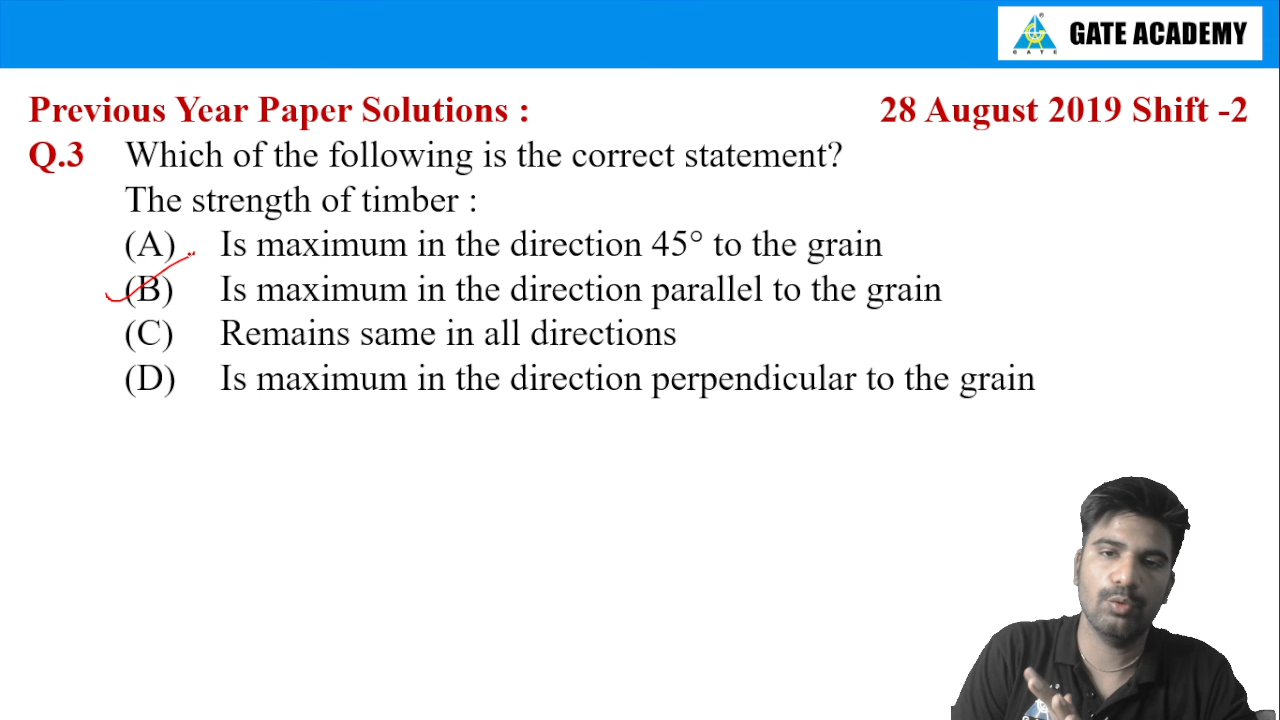 GATE ACADEMY
GATE
Previous Year Paper Solutions : 28 August 2019 Shift -2
Q.3 Which of the following is the correct statement?
The strength of timber :
(A) Is maximum in the direction 45° to the grain
(B) Is maximum in the direction parallel to the grain
(C) Remains same in all directions
(D) Is maximum in the direction perpendicular to the grain